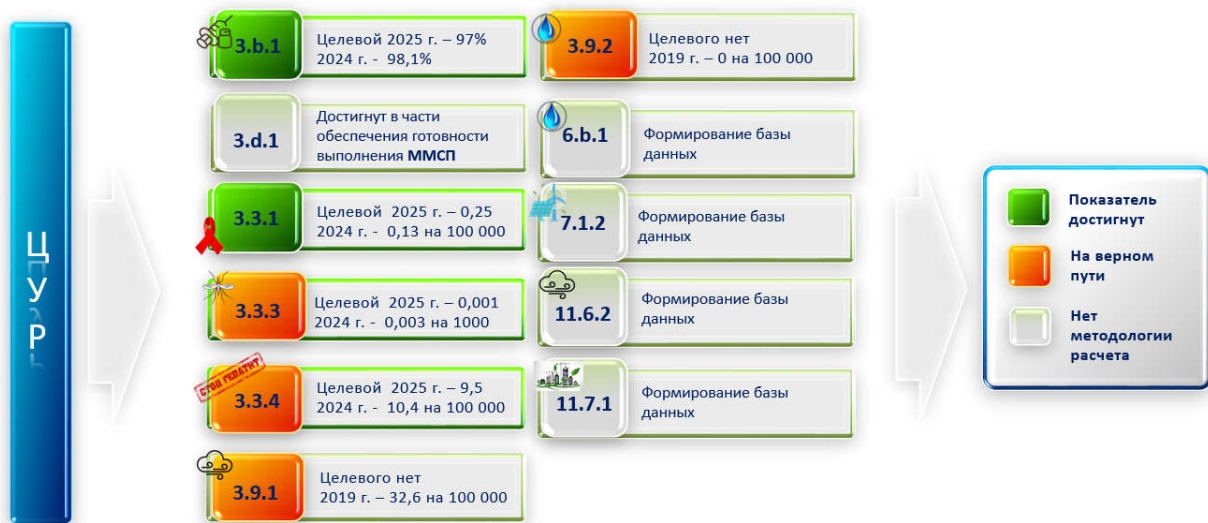 Ц
У
Р
3.b.1
Целевой 2025 г. – 97%
2024 г. - 98,1%
3.d.1
Достигнут в части
обеспечения готовности
выполнения ММСП
3.3.1
Целевой 2025 г. – 0,25
2024 г. - 0,13 на 100 000
3.3.3
Целевой 2025 г. – 0,001
2024 г. - 0,003 на 1000
СТОП ГЕПАТИТ
3.3.4
Целевой 2025 г. – 9,5
2024 г. - 10,4 на 100 000
3.9.1
Целевого нет
2019 г. – 32,6 на 100 000
3.9.2
Целевого нет
2019 г. – 0 на 100 000
6.b.1
Формирование базы
данных
7.1.2
Формирование базы
данных
11.6.2
Формирование базы
данных
11.7.1
Формирование базы
данных
Показатель
достигнут
На верном
пути
Нет
методологии
расчета